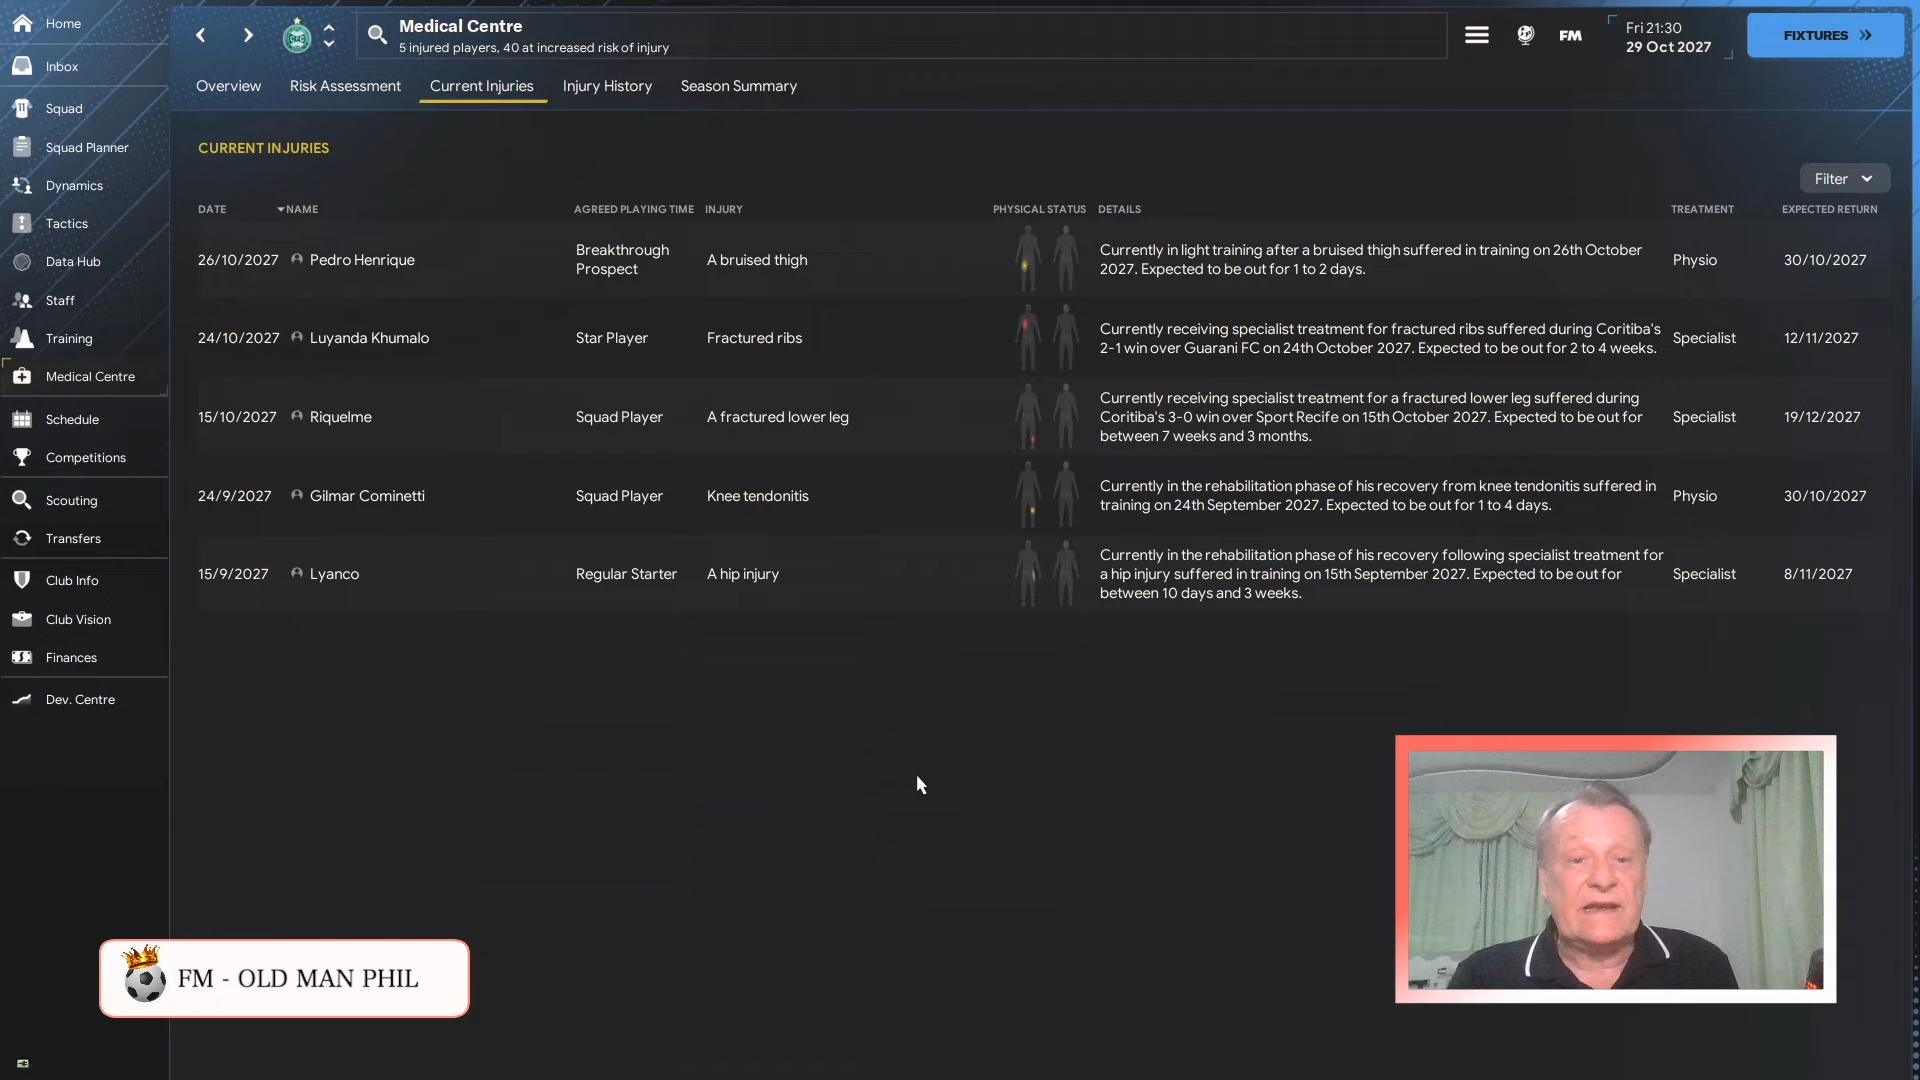 Home
Inbox
Squad
Squad Planner
Dynamics
Tactics
Data Hub
Staff
Training
Medical Centre
Schedule
Competitions
Scouting
Transfers
Club Info
Club Vision
Finances
Dev. Centre
Medical Centre
5 injured players, 40 at increased risk of injury
FM
Fri 21:30
29 Oct 2027
FIXTURES
Overview
Risk Assessment
Current Injuries
Injury History
Season Summary
CURRENT INJURIES
Filter
DATE NAME AGREED PLAYING TIME INJURY PHYSICAL STATUS DETAILS TREATMENT EXPECTED RETURN
26/10/2027 Pedro Henrique
Breakthrough
Prospect
A bruised thigh
Currently in light training after a bruised thigh suffered in training on 26th October
2027. Expected to be out for 1 to 2 days.
Physio
30/10/2027
24/10/2027 Luyanda Khumalo
Star Player
Fractured ribs
Currently receiving specialist treatment for fractured ribs suffered during Coritiba's
2-1 win over Guarani FC on 24th October 2027. Expected to be out for 2 to 4 weeks.
Specialist
12/11/2027
15/10/2027 Riquelme
Squad Player
A fractured lower leg
Currently receiving specialist treatment for a fractured lower leg suffered during
Coritiba's 3-0 win over Sport Recife on 15th October 2027. Expected to be out for
between 7 weeks and 3 months.
Specialist
19/12/2027
24/9/2027 Gilmar Cominetti
Squad Player
Knee tendonitis
Currently in the rehabilitation phase of his recovery from knee tendonitis suffered in
training on 24th September 2027. Expected to be out for 1 to 4 days.
Physio
30/10/2027
15/9/2027 Lyanco
Regular Starter
A hip injury
Currently in the rehabilitation phase of his recovery following specialist treatment for
a hip injury suffered in training on 15th September 2027. Expected to be out for
between 10 days and 3 weeks.
Specialist
8/11/2027
FM - OLD MAN PHIL